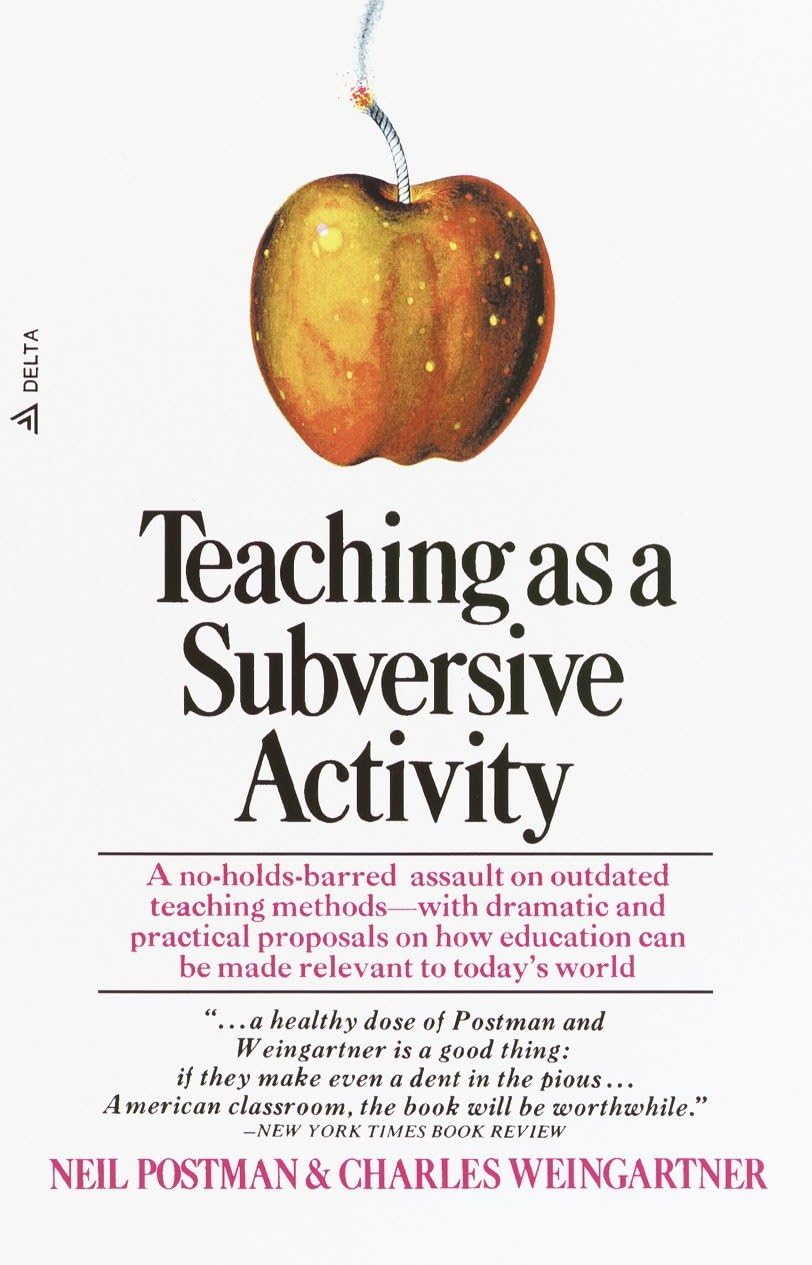 DELTA
Teaching as a
Subversive
Activity
A no-holds-barred assault on outdated
teaching methods—with dramatic and
practical proposals on how education can
be made relevant to today's world
“...a healthy dose of Postman and
Weingartner is a good thing:
if they make even a dent in the pious...
American classroom, the book will be worthwhile.”
–NEW YORK TIMES BOOK REVIEW
NEIL POSTMAN & CHARLES WEINGARTNER